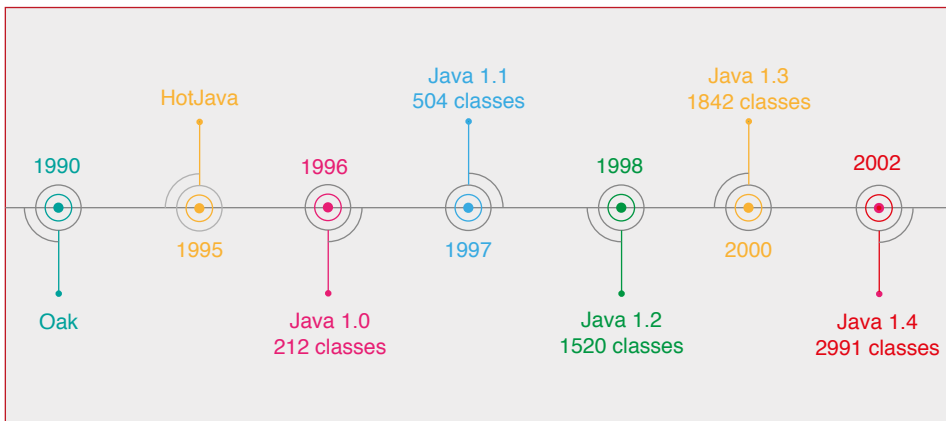 1990
Oak
HotJava
1995
1996
Java 1.0
212 classes
Java 1.1
504 classes
1997
1998
Java 1.2
1520 classes
Java 1.3
1842 classes
2000
2002
Java 1.4
2991 classes